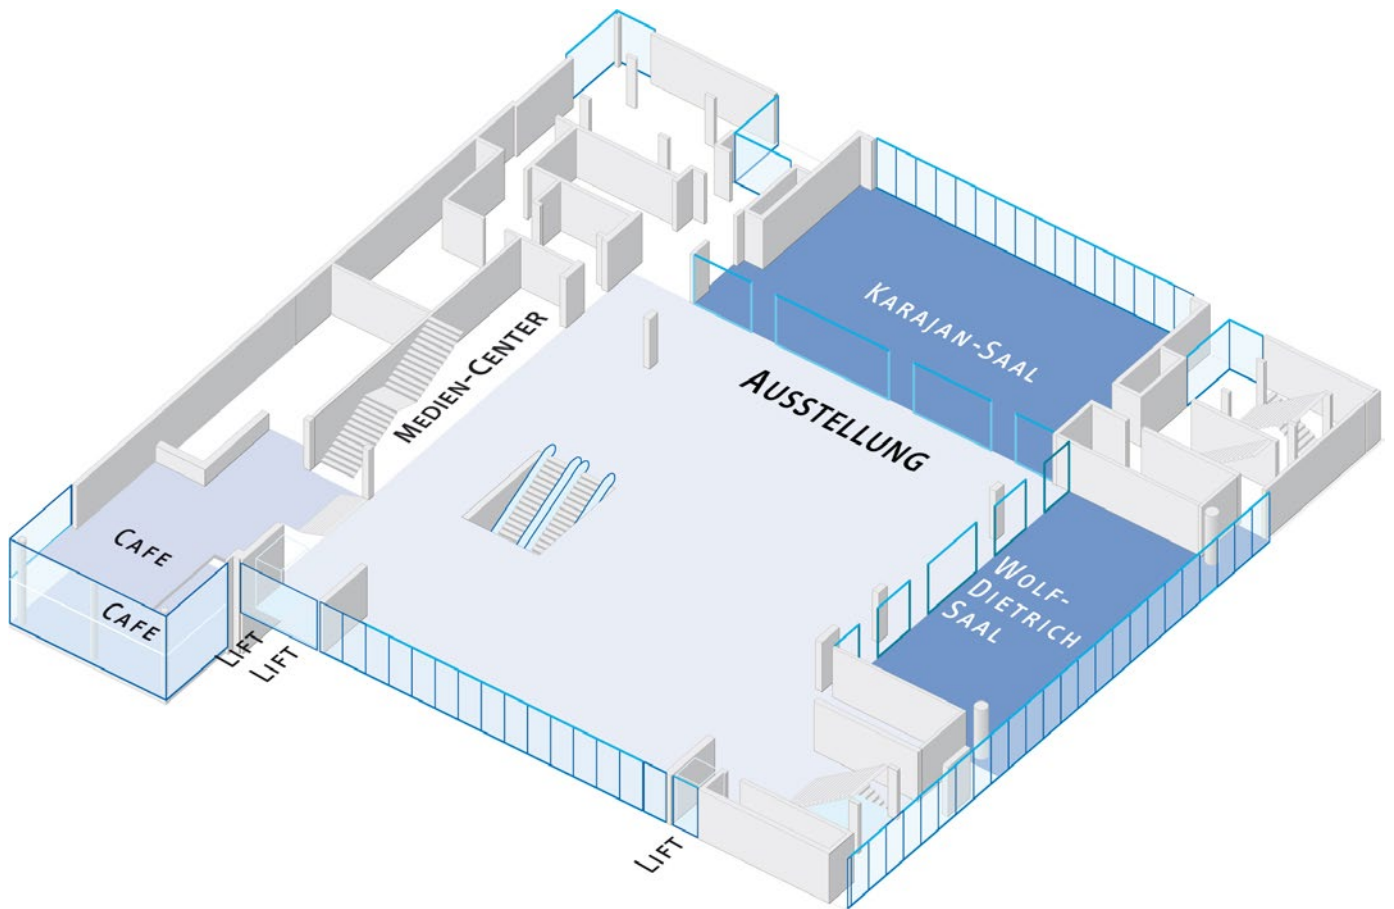 KARAJAN-SAAL
MEDIEN-CENTER
AUSSTELLUNG
CAFE
CAFE
WOLF-
DIETRICH
SAAL
LIFT
LIFT
LIFT